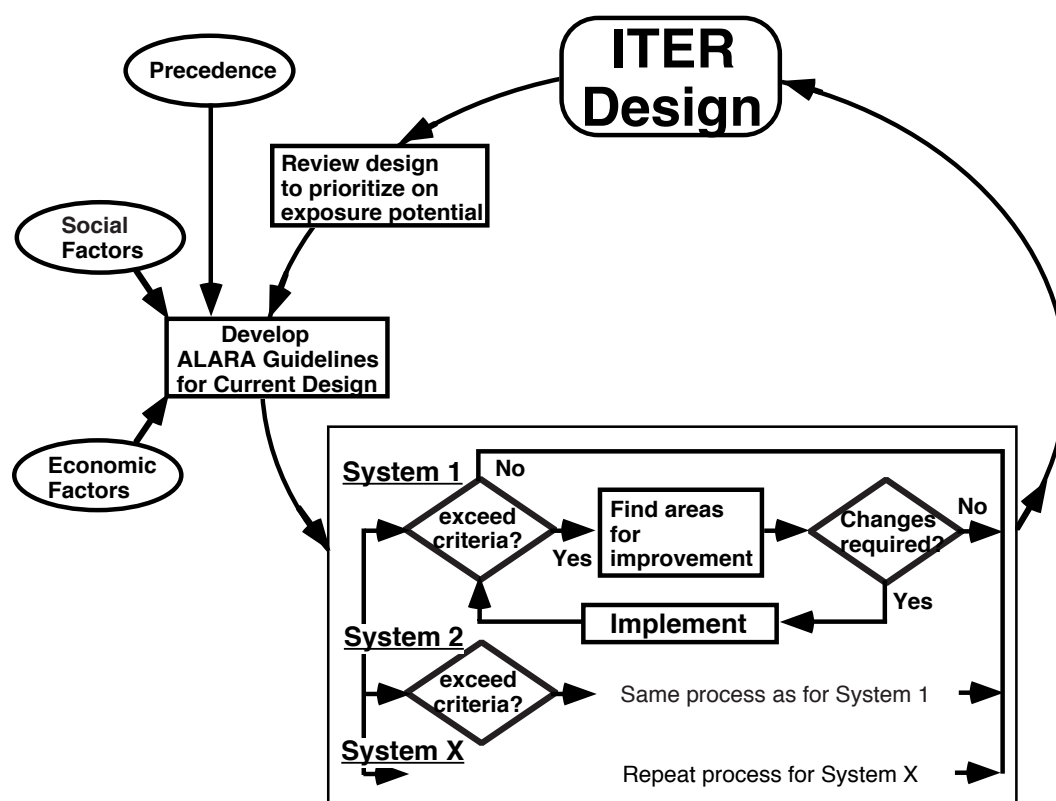 ITER
Design
Precedence
Review design
to prioritize on
exposure potential
Social
Factors
Develop
ALARA Guidelines
for Current Design
Economic
Factors
System 1
No
exceed
criteria?
Yes
Find areas
for
improvement
Changes
required?
No
Yes
Implement
System 2
exceed
criteria?
Same process as for System 1
System X
Repeat process for System X